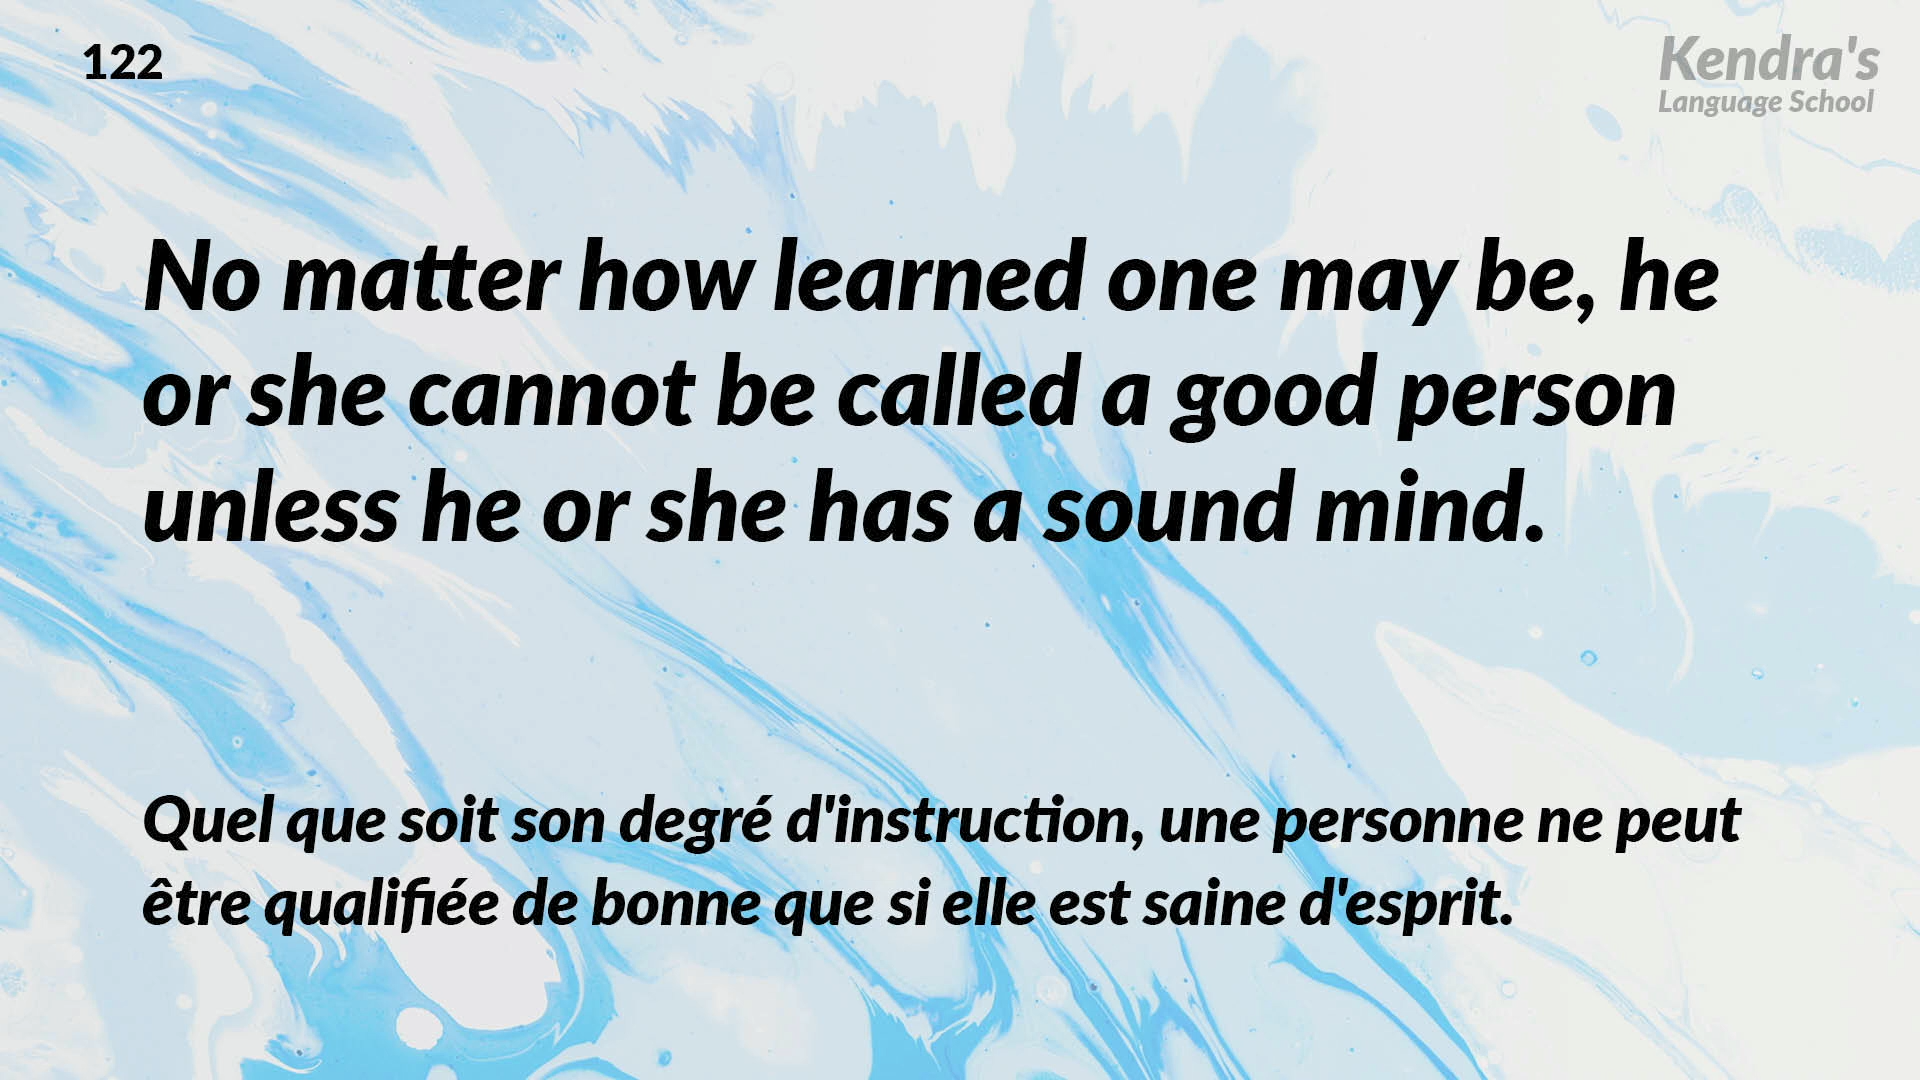 122
Kendra's
Language School
No matter how learned one may be, he
or she cannot be called a good person
unless he or she has a sound mind.
Quel que soit son degré d'instruction, une personne ne peut
être qualifiée de bonne que si elle est saine d'esprit.